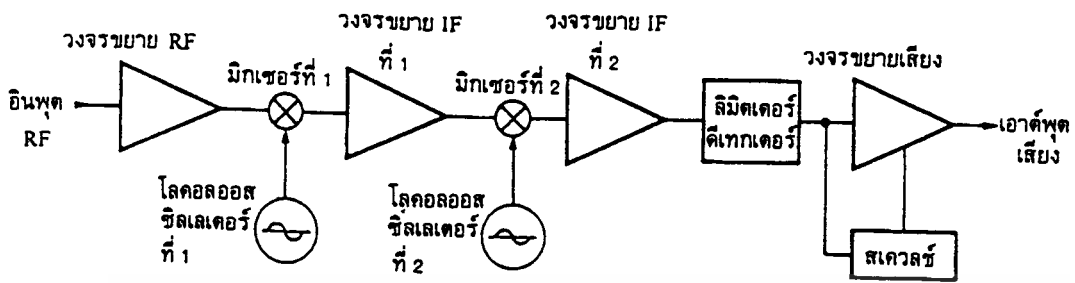 วงจรขยาย RF
วงจรขยาย IF
ที่ 1
วงจรขยาย IF
ที่ 2
มิกเซอร์ที่ 1
มิกเซอร์ที่ 2
วงจรขยายเสียง
อินพุต
RF
ลิมิตเตอร์
ดีเทกเตอร์
เอาต์พุต
เสียง
โลคอลออส
ซิลเลเตอร์
ที่ 1
โลคอลออส
ซิลเลเตอร์
ที่ 2
สเควลช์